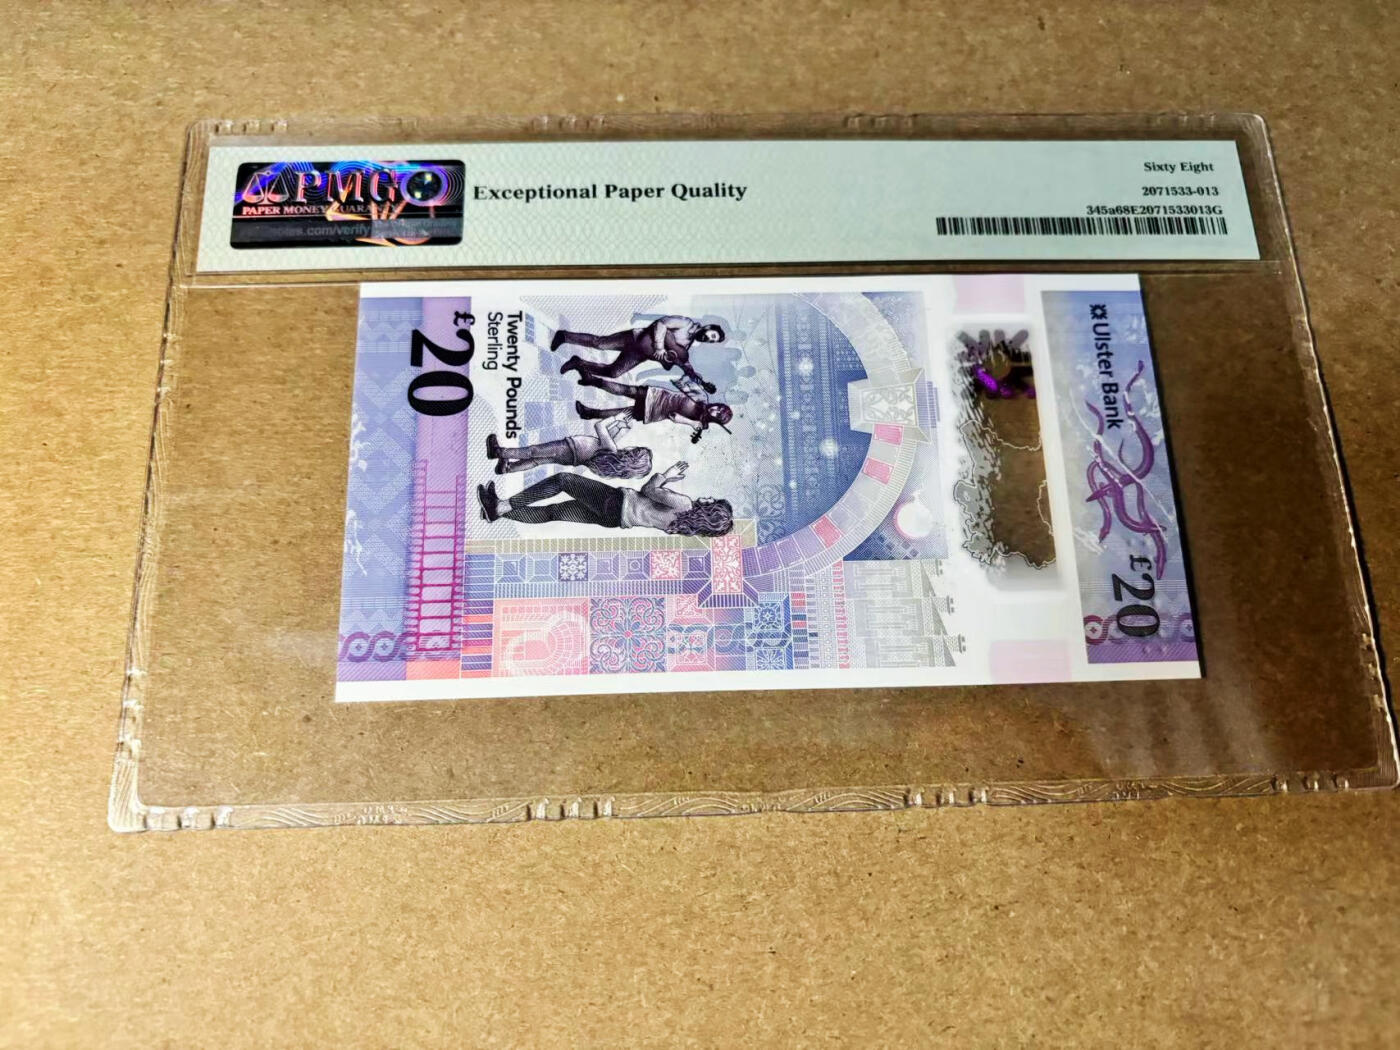 PMG
PAPER MONEY GUARANTY
Exceptional Paper Quality
Sixty Eight
2071533-013
345a68E2071533013G
£20
Twenty Pounds
Sterling
Ulster Bank
£20